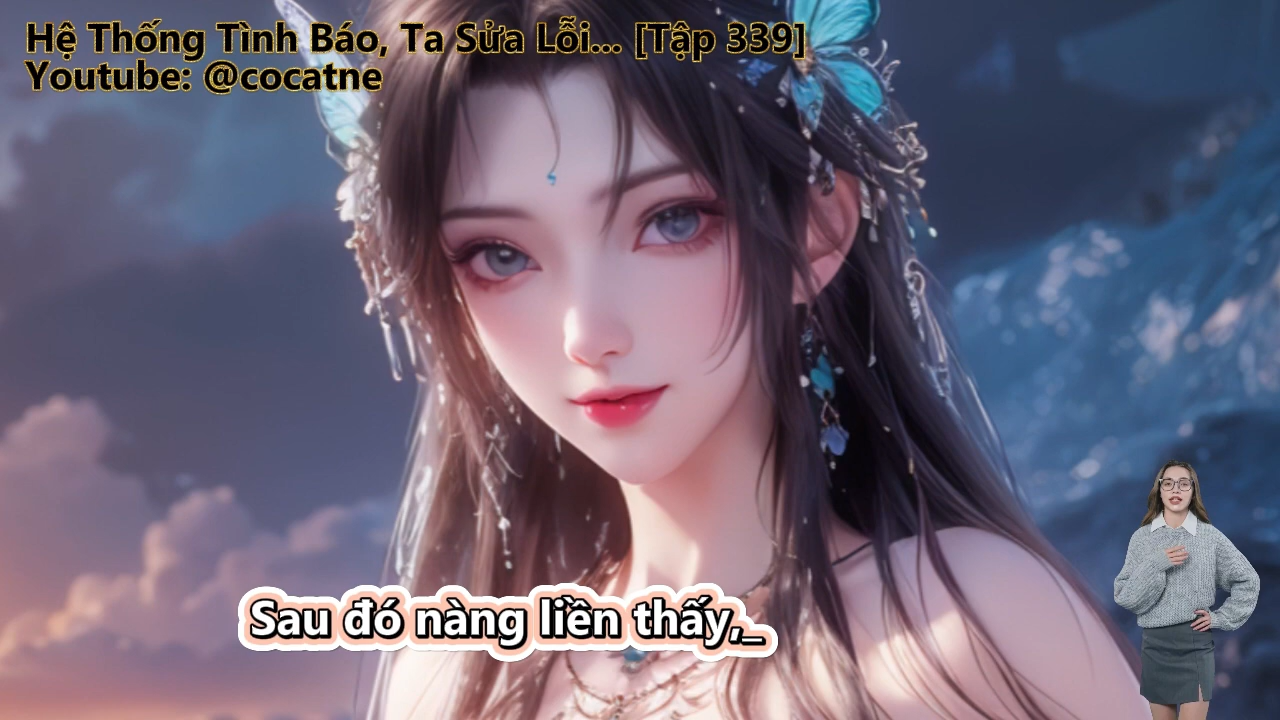 Hệ Thống Tình Báo, Ta Sửa Lỗi... [Tập 339]
Youtube: @cocatne
Sau đó nàng liền thấy,_